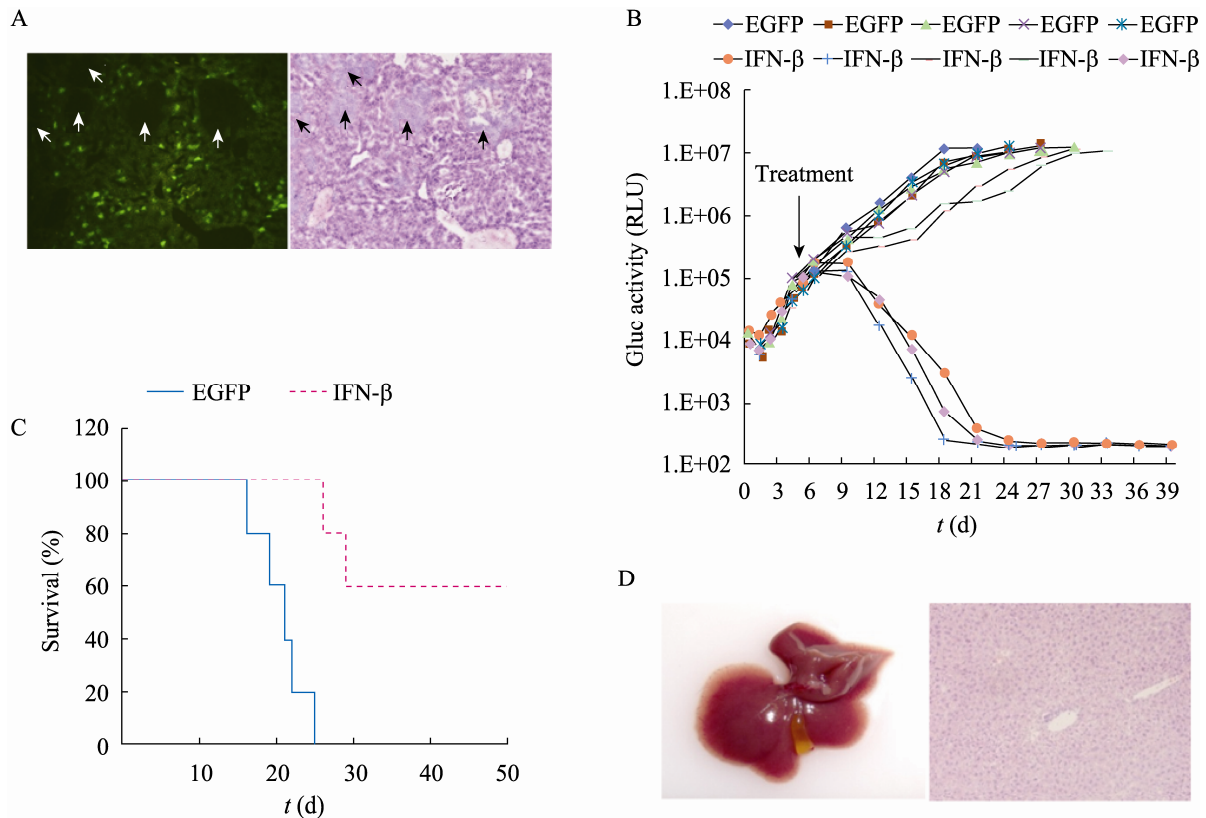 A
B
EGFP EGFP EGFP EGFP EGFP
IFN-β IFN-β IFN-β IFN-β IFN-β
1.E+08
1.E+07
1.E+06
1.E+05
1.E+04
1.E+03
1.E+02
Gluc activity (RLU)
Treatment
0 3 6 9 12 15 18 21 24 27 30 33 36 39
t (d)
EGFP IFN-β
C
120
100
80
60
40
20
0
Survival (%)
10 20 30 40 50
t (d)
D